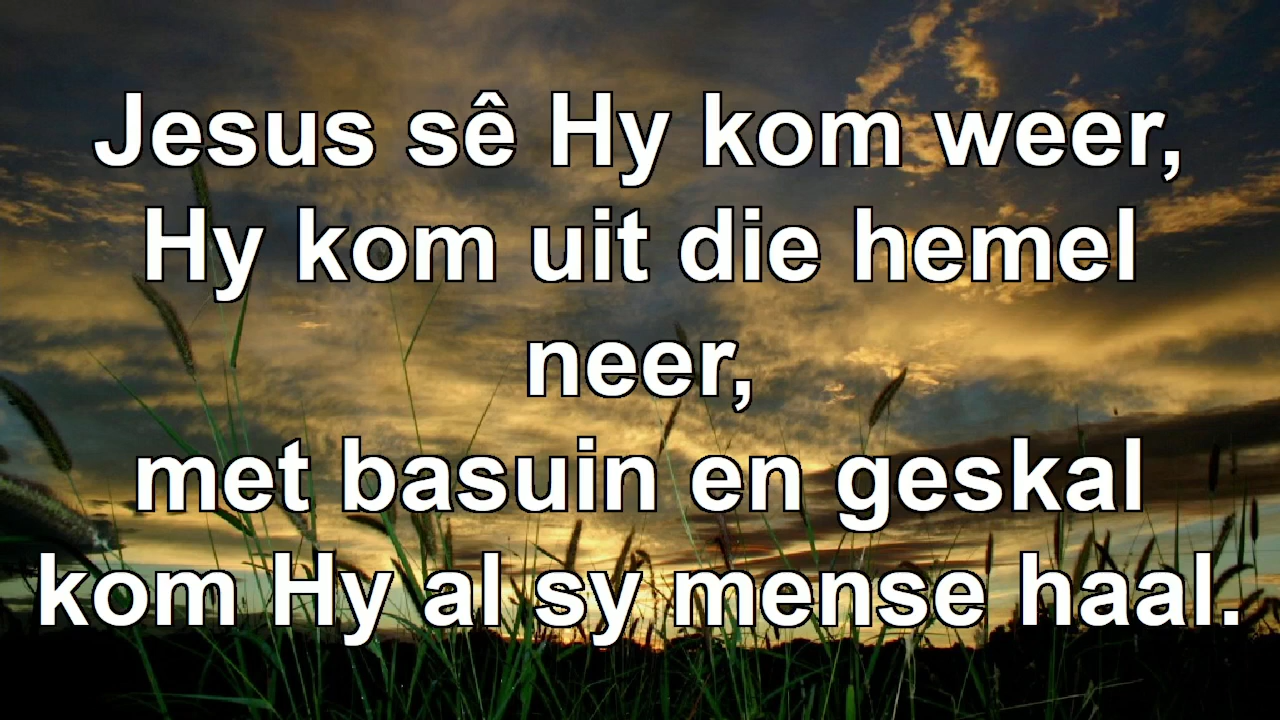 Jesus sê Hy kom weer,
Hy kom uit die hemel
neer,
met basuin en geskal
kom Hy al sy mense haal.